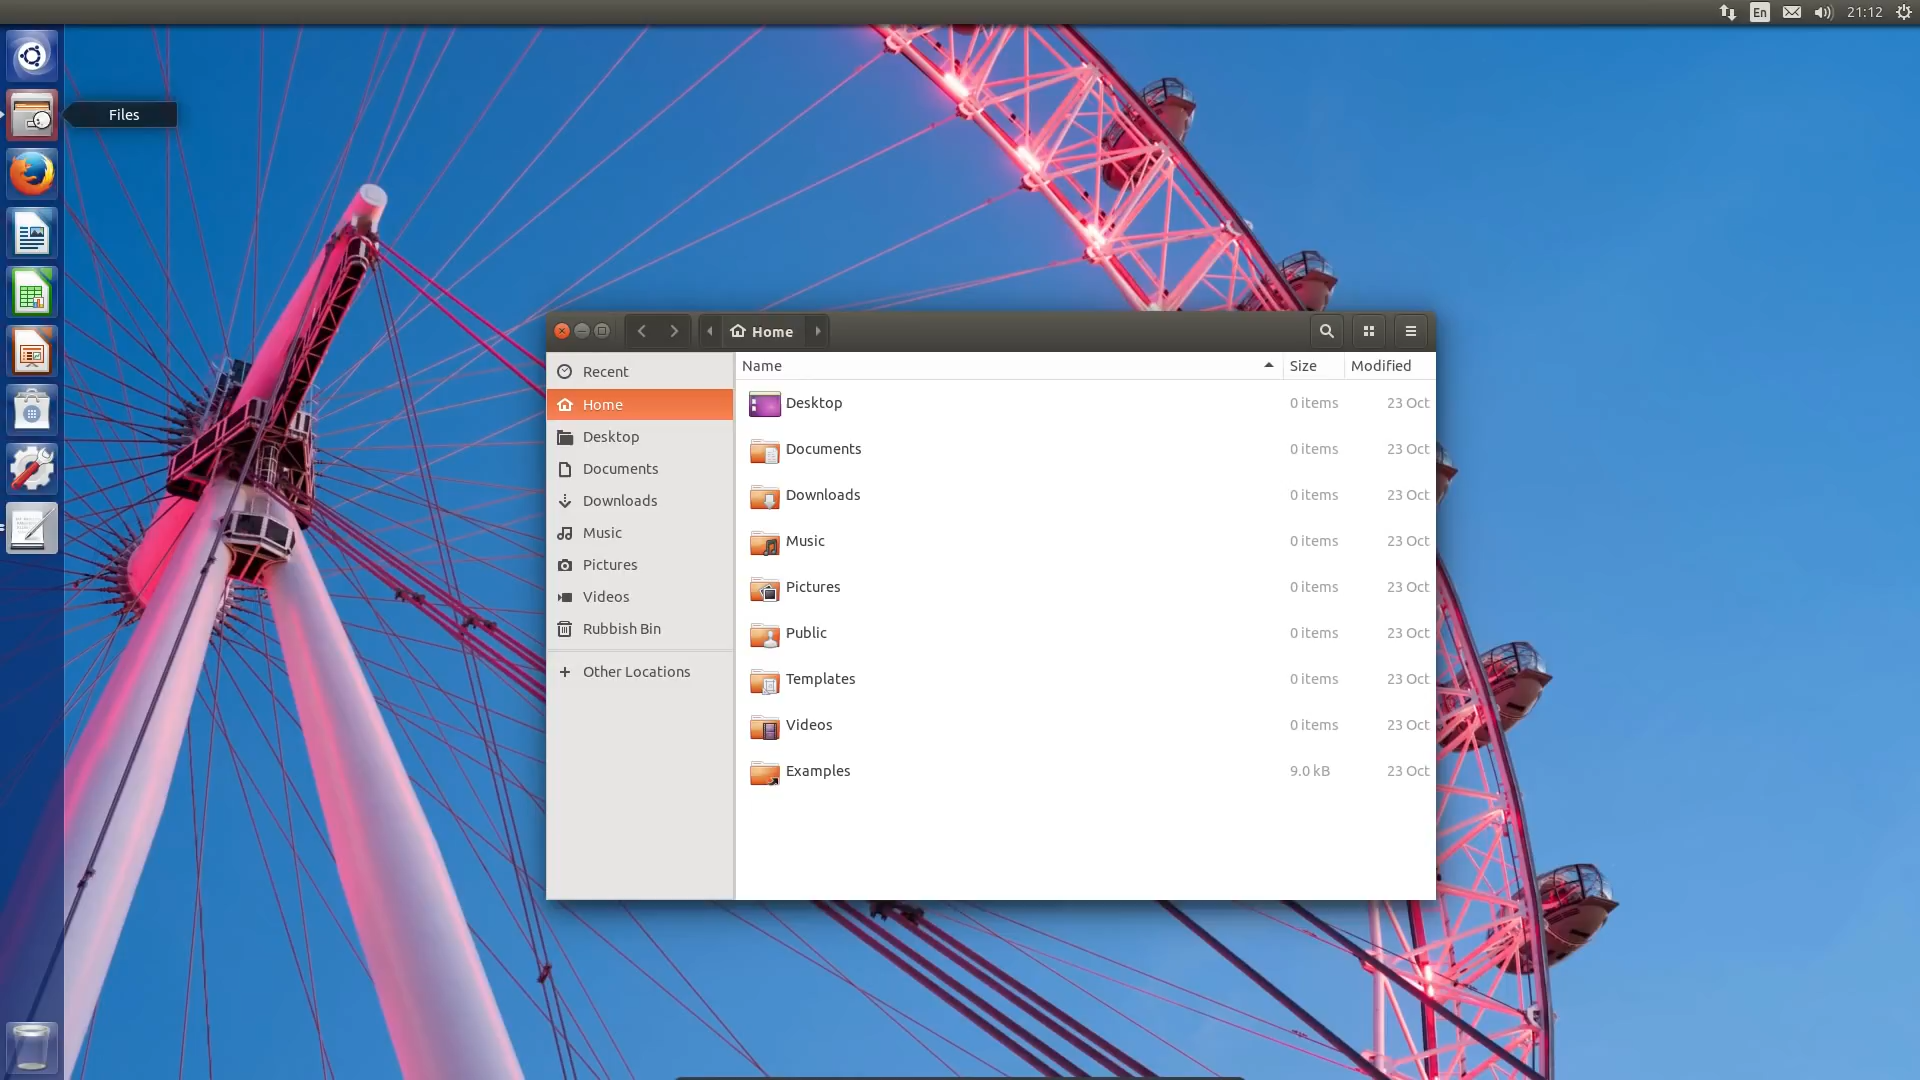 En 21:12
Files
Home
Recent
Home
Desktop
Documents
Downloads
Music
Pictures
Videos
Rubbish Bin
Other Locations
Name Size Modified
Desktop 0 items 23 Oct
Documents 0 items 23 Oct
Downloads 0 items 23 Oct
Music 0 items 23 Oct
Pictures 0 items 23 Oct
Public 0 items 23 Oct
Templates 0 items 23 Oct
Videos 0 items 23 Oct
Examples 9.0 kB 23 Oct